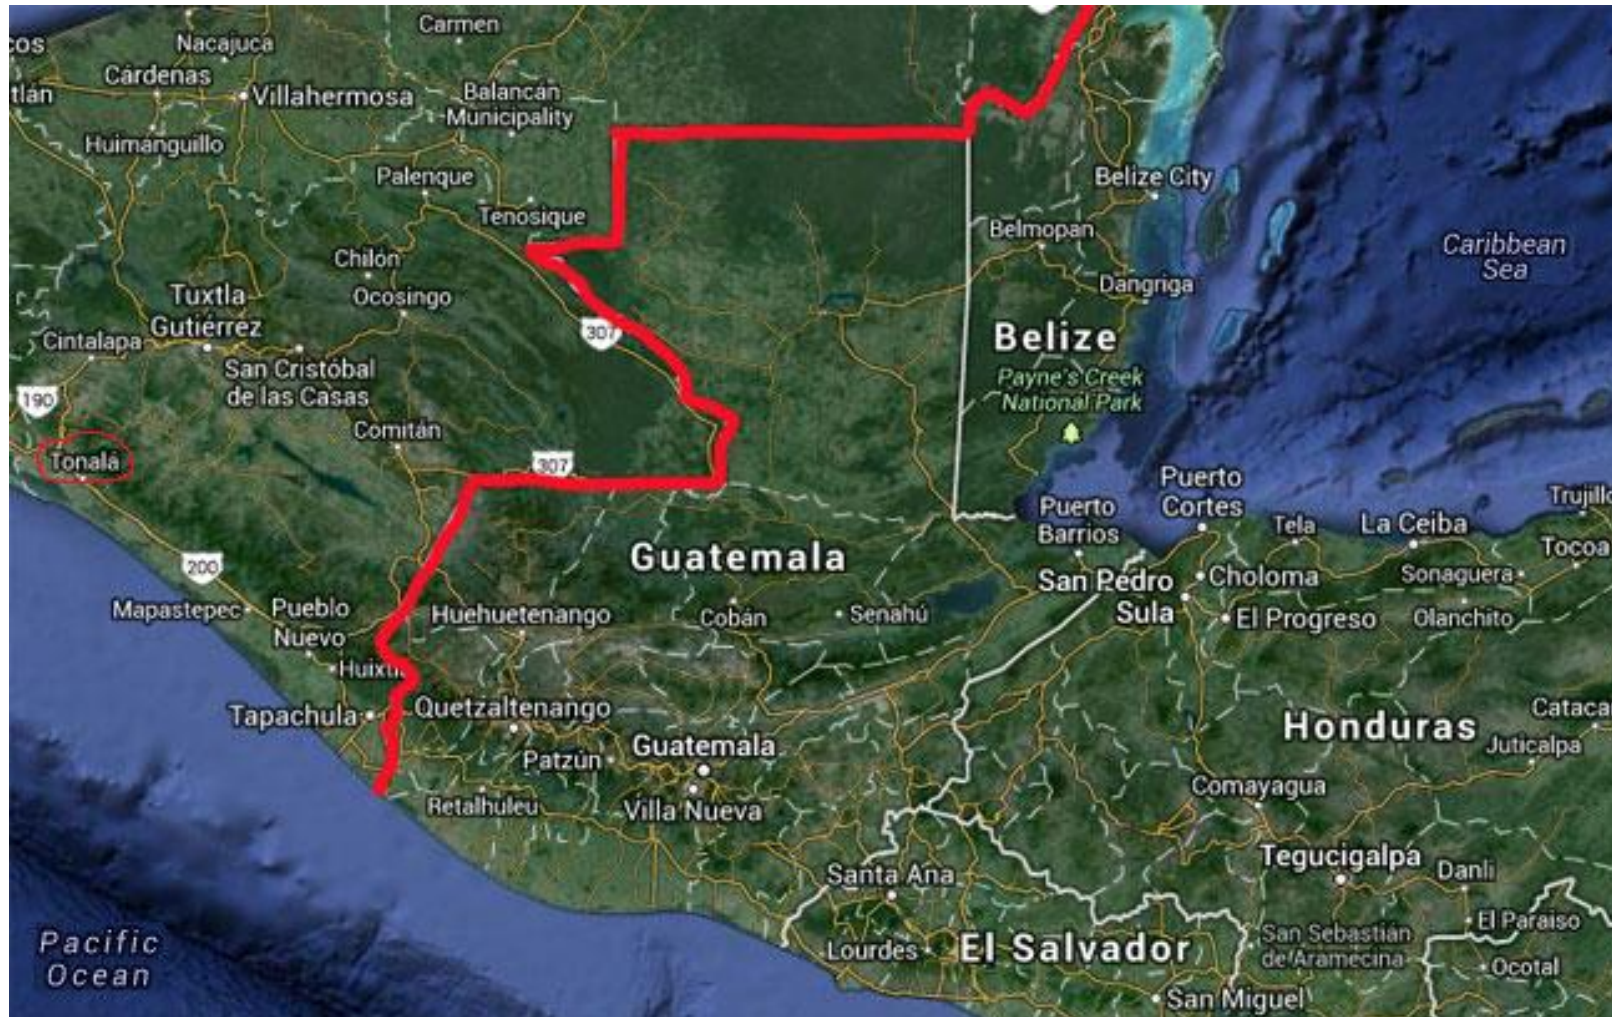 Carmen
Nacajuca
cos
Cárdenas
tlán
Villahermosa
Balancán
Municipality
Huimanguillo
Palenque
Tenosique
Belize City
Belmopan
Caribbean
Sea
Chilón
Ocosingo
Dangriga
Tuxtla
Gutiérrez
Cintalapa
307
Belize
San Cristóbal
de las Casas
Payne's Creek
National Park
190
Comitán
Tonalá
307
Puerto
Cortes
Trujillo
Puerto
Barrios
Tela
La Ceiba
Tocoa
Guatemala
200
San Pedro
Sula
Choloma
Sonaguera
Mapastepec
Pueblo
Nuevo
Huehuetenango
Cobán
Senahú
El Progreso
Olanchito
Huixtl
Tapachula
Quetzaltenango
Honduras
Cataca
Juticalpa
Guatemala
Patzún
Retalhuleu
Villa Nueva
Comayagua
Tegucigalpa
Danli
Santa Ana
El Paraiso
San Sebastián
de Aramecina
Pacific
Ocean
Lourdes
El Salvador
Ocotal
San Miguel